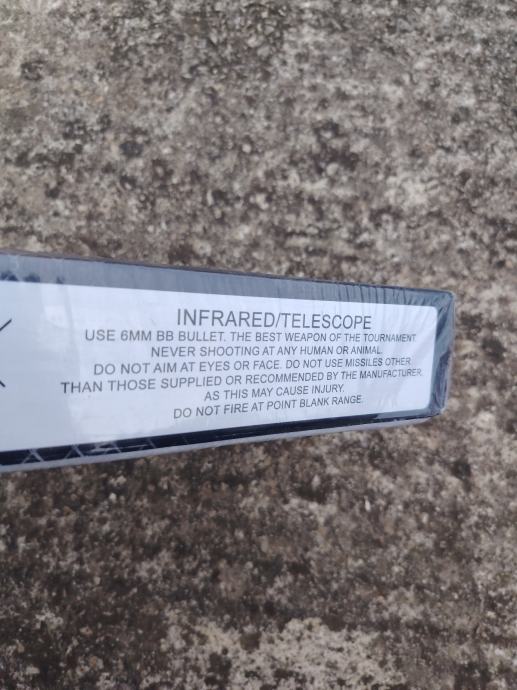 INFRARED/TELESCOPE
USE 6MM BB BULLET. THE BEST WEAPON OF THE TOURNAMENT.
NEVER SHOOTING AT ANY HUMAN OR ANIMAL.
DO NOT AIM AT EYES OR FACE. DO NOT USE MISSILES OTHER
THAN THOSE SUPPLIED OR RECOMMENDED BY THE MANUFACTURER,
AS THIS MAY CAUSE INJURY.
DO NOT FIRE AT POINT BLANK RANGE.